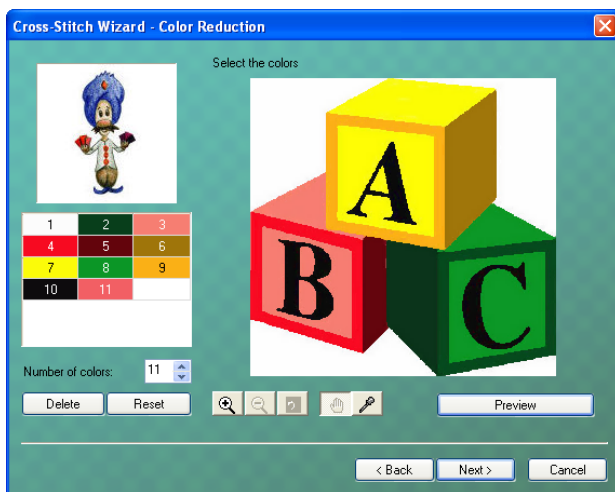 Cross-Stitch Wizard - Color Reduction
Select the colors
A
B
C
1 2 3
4 5 6
7 8 9
10 11
Number of colors: 11
Delete Reset
Preview
< Back Next > Cancel